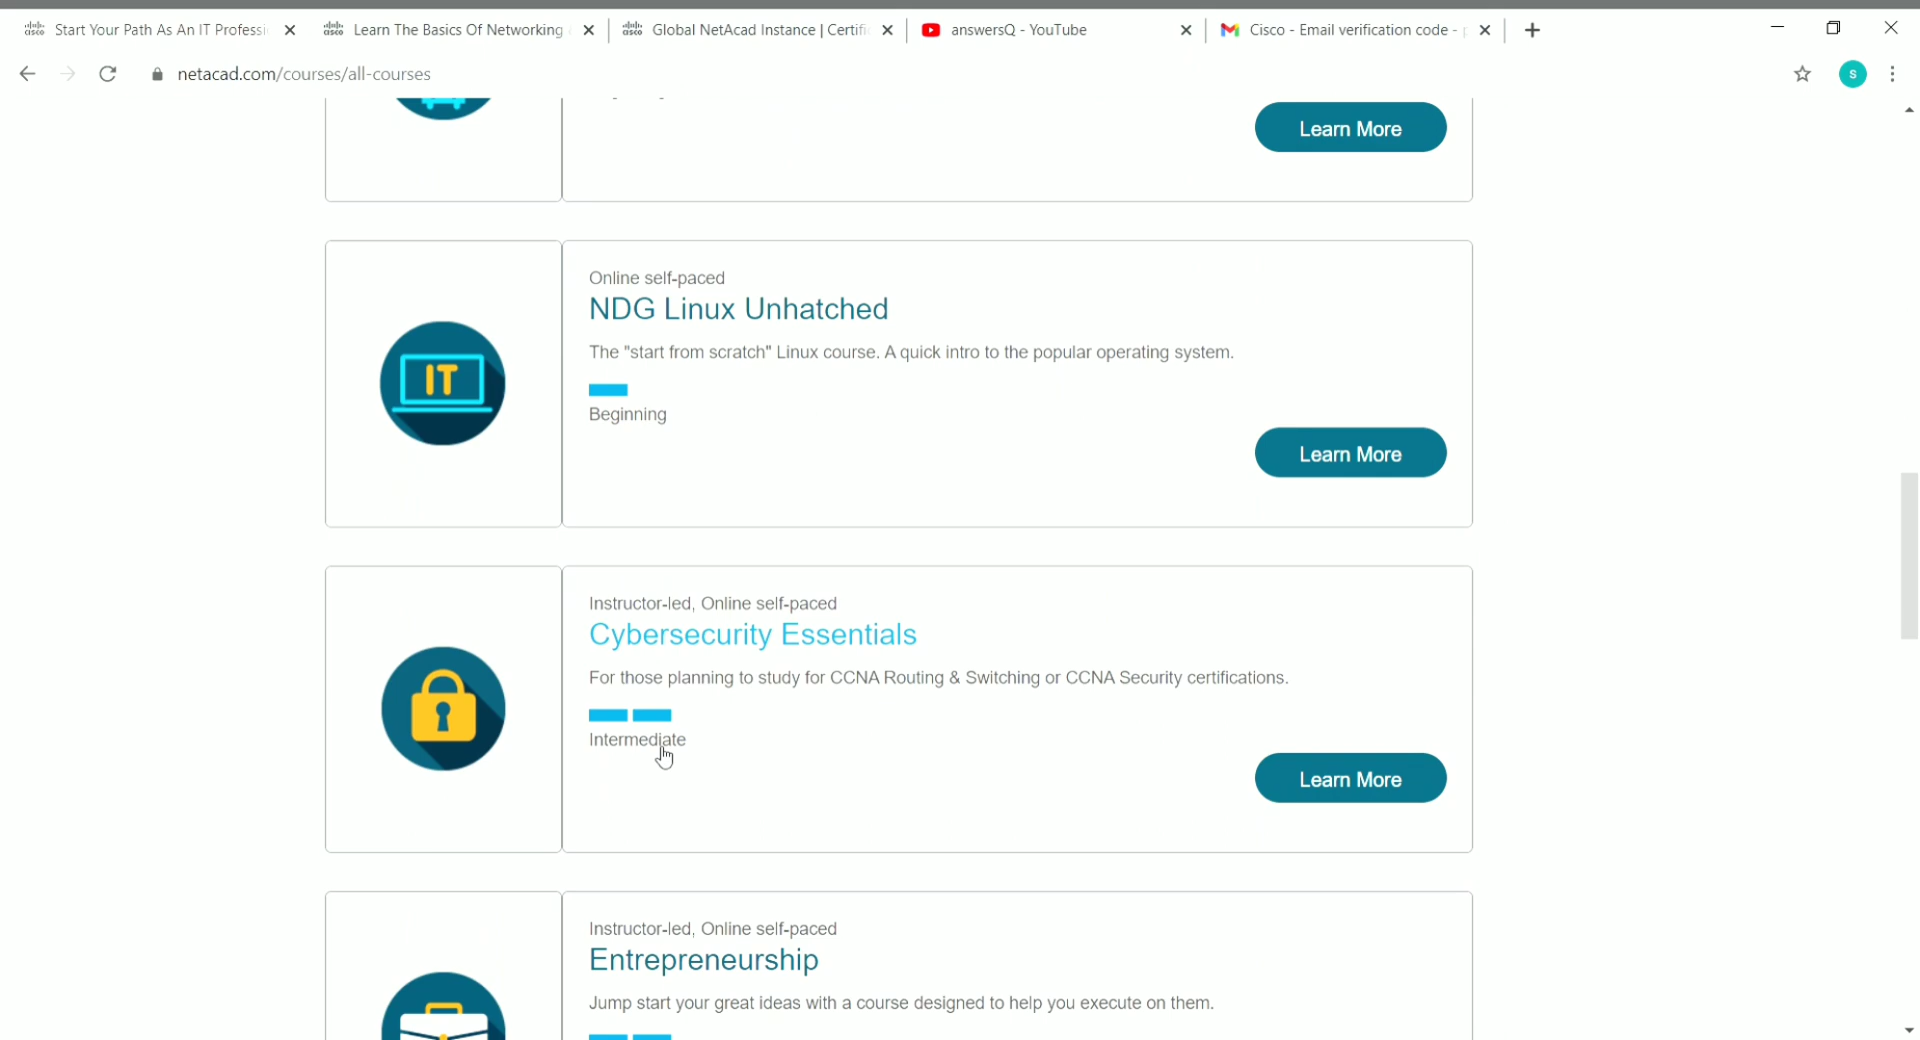 Start Your Path As An IT Professi
Learn The Basics Of Networking
Global NetAcad Instance | Certifi
answersQ - YouTube
Cisco - Email verification code -
netacad.com/courses/all-courses
S
Learn More
Online self-paced
NDG Linux Unhatched
The "start from scratch" Linux course. A quick intro to the popular operating system.
IT
Beginning
Learn More
Instructor-led, Online self-paced
Cybersecurity Essentials
For those planning to study for CCNA Routing & Switching or CCNA Security certifications.
Intermediate
Learn More
Instructor-led, Online self-paced
Entrepreneurship
Jump start your great ideas with a course designed to help you execute on them.